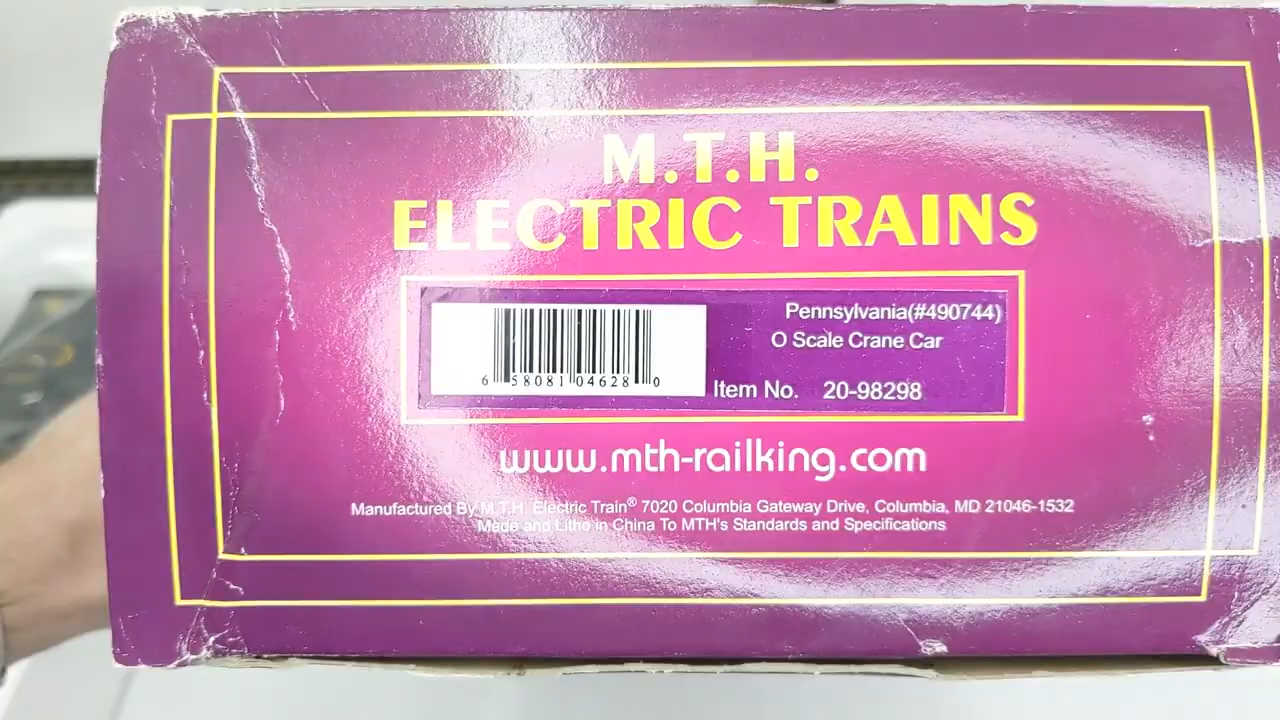 M.T.H.
ELECTRIC TRAINS
Pennsylvania(#490744)
O Scale Crane Car
6 58081 04628 0
Item No. 20-98298
www.mth-railking.com
Manufactured By M.T.H. Electric Train® 7020 Columbia Gateway Drive, Columbia, MD 21046-1532
Made and Litho in China To MTH's Standards and Specifications